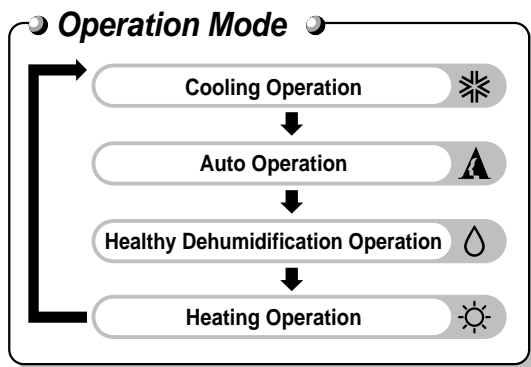 Operation Mode
Cooling Operation
Auto Operation
Healthy Dehumidification Operation
Heating Operation